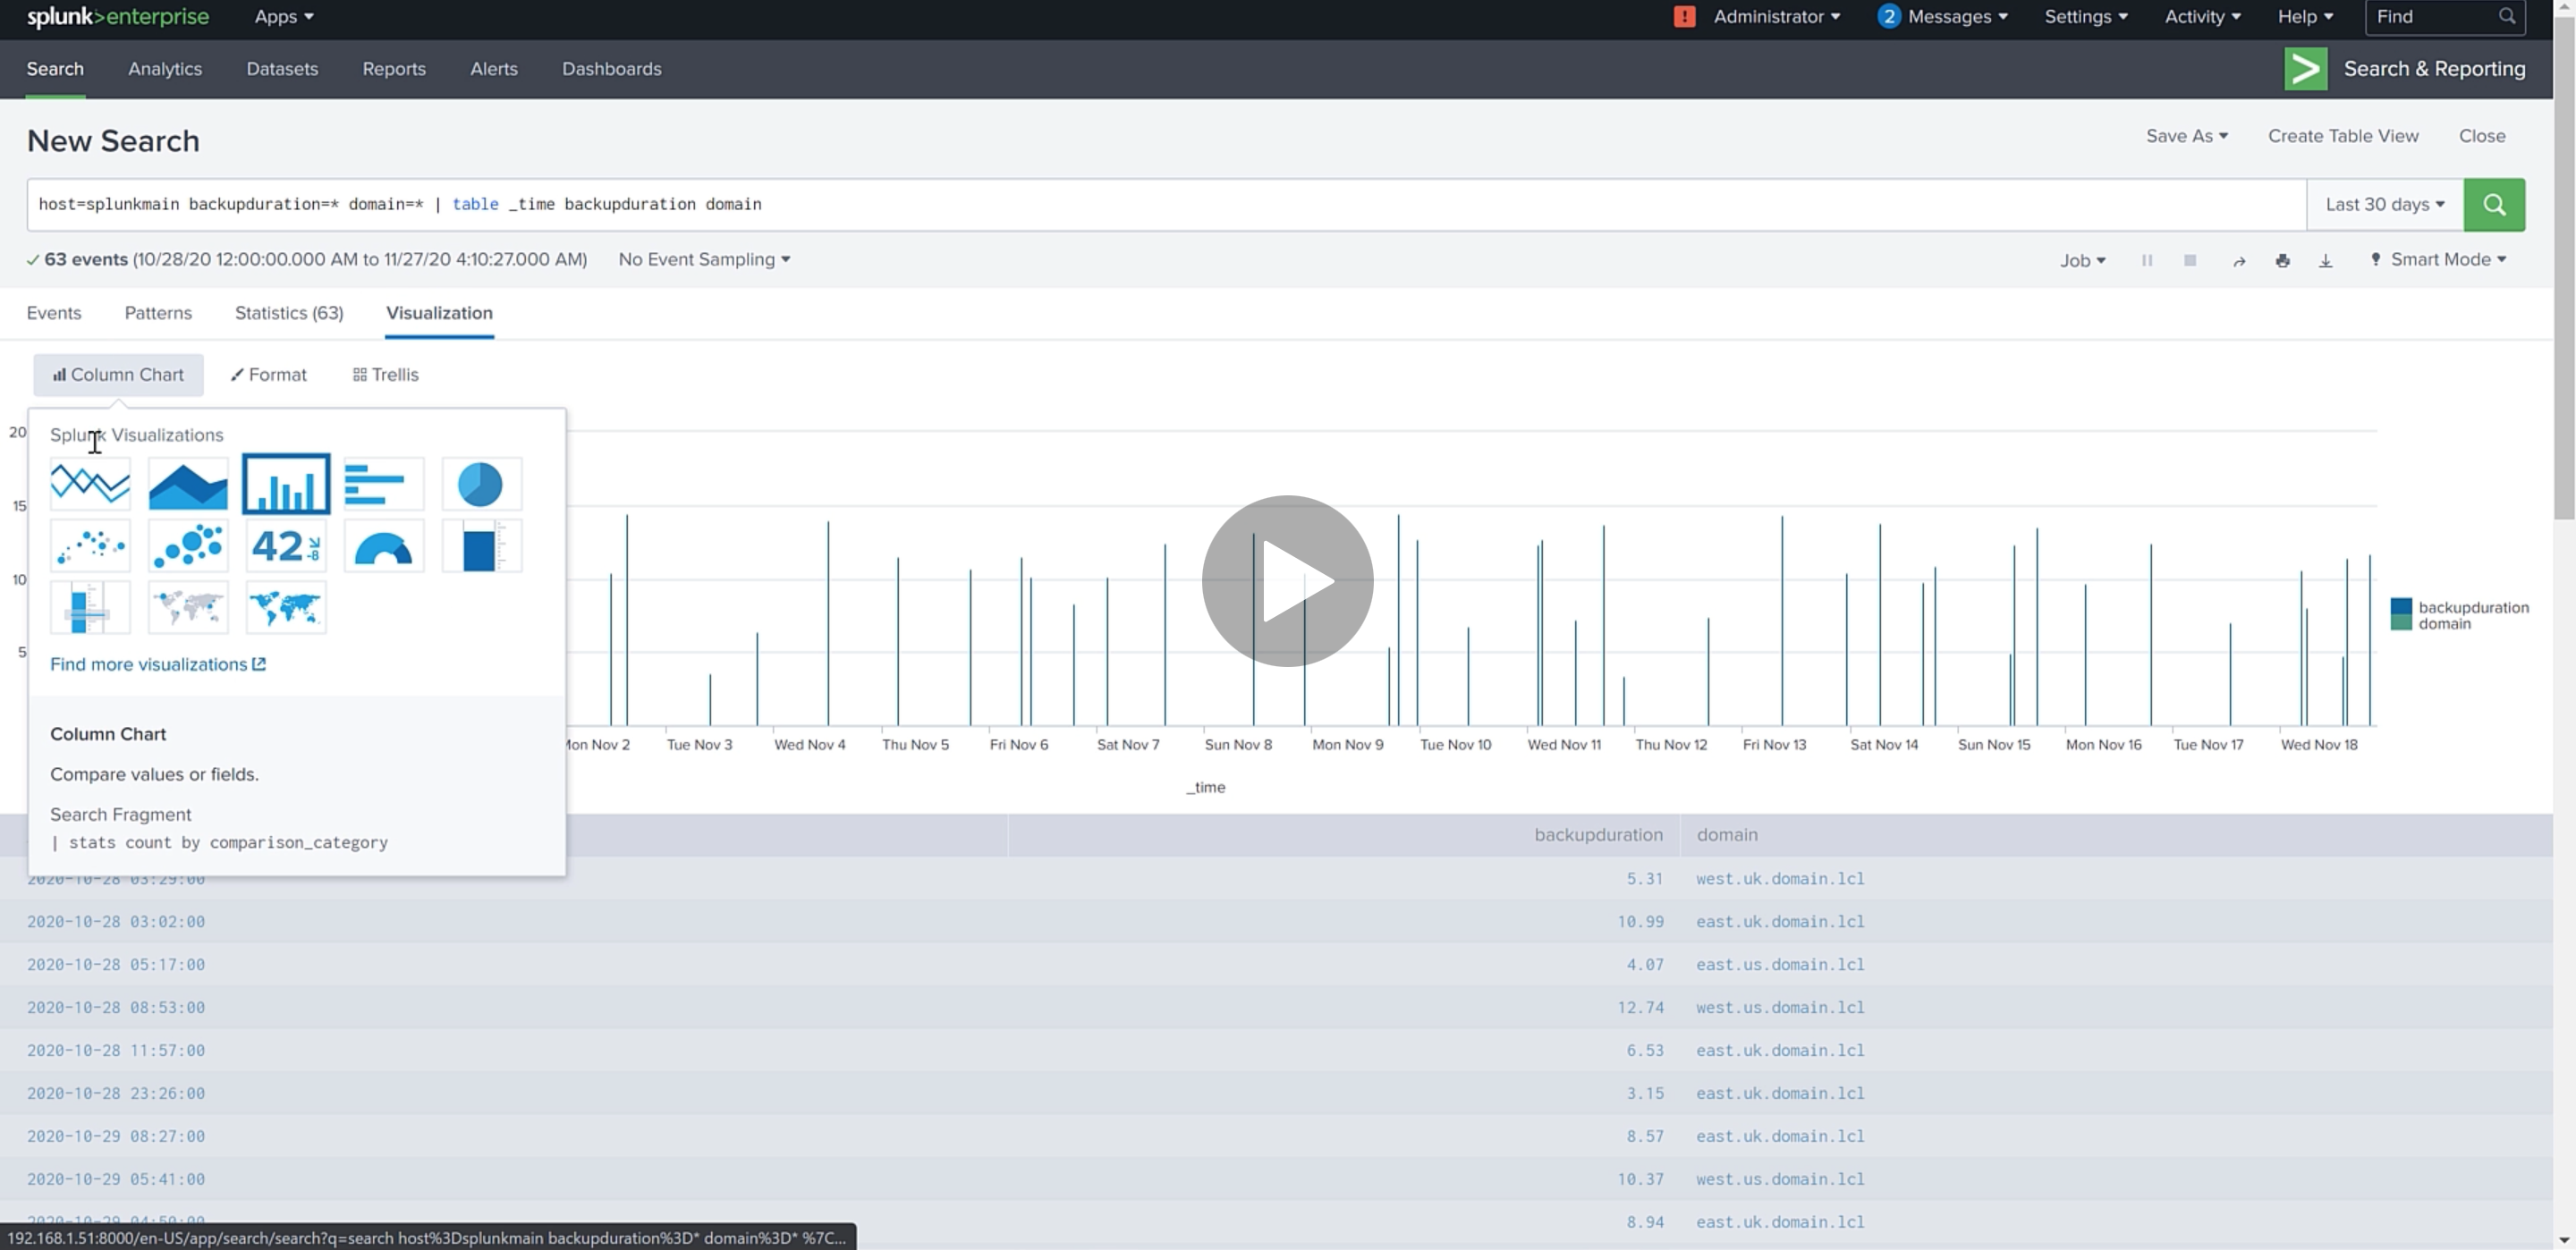 splunk>enterprise Apps Administrator 2 Messages Settings Activity Help Find
Search Analytics Datasets Reports Alerts Dashboards Search & Reporting
New Search Save As Create Table View Close
host=splunkmain backupduration=* domain=* | table _time backupduration domain Last 30 days
63 events (10/28/20 12:00:00.000 AM to 11/27/20 4:10:27.000 AM) No Event Sampling Job Smart Mode
Events Patterns Statistics (63) Visualization
Column Chart Format Trellis
20
15
10
5
Splunk Visualizations
42 -8
Find more visualizations
Column Chart
Compare values or fields.
Search Fragment
| stats count by comparison_category
Mon Nov 2 Tue Nov 3 Wed Nov 4 Thu Nov 5 Fri Nov 6 Sat Nov 7 Sun Nov 8 Mon Nov 9 Tue Nov 10 Wed Nov 11 Thu Nov 12 Fri Nov 13 Sat Nov 14 Sun Nov 15 Mon Nov 16 Tue Nov 17 Wed Nov 18
_time
backupduration
domain
backupduration domain
2020-10-28 03:29:00 5.31 west.uk.domain.lcl
2020-10-28 03:02:00 10.99 east.uk.domain.lcl
2020-10-28 05:17:00 4.07 east.us.domain.lcl
2020-10-28 08:53:00 12.74 west.us.domain.lcl
2020-10-28 11:57:00 6.53 east.uk.domain.lcl
2020-10-28 23:26:00 3.15 east.uk.domain.lcl
2020-10-29 08:27:00 8.57 east.uk.domain.lcl
2020-10-29 05:41:00 10.37 west.us.domain.lcl
2020-10-29 04:50:00 8.94 east.uk.domain.lcl
192.168.1.51:8000/en-US/app/search/search?q=search host%3Dsplunkmain backupduration%3D* domain%3D* %7C...